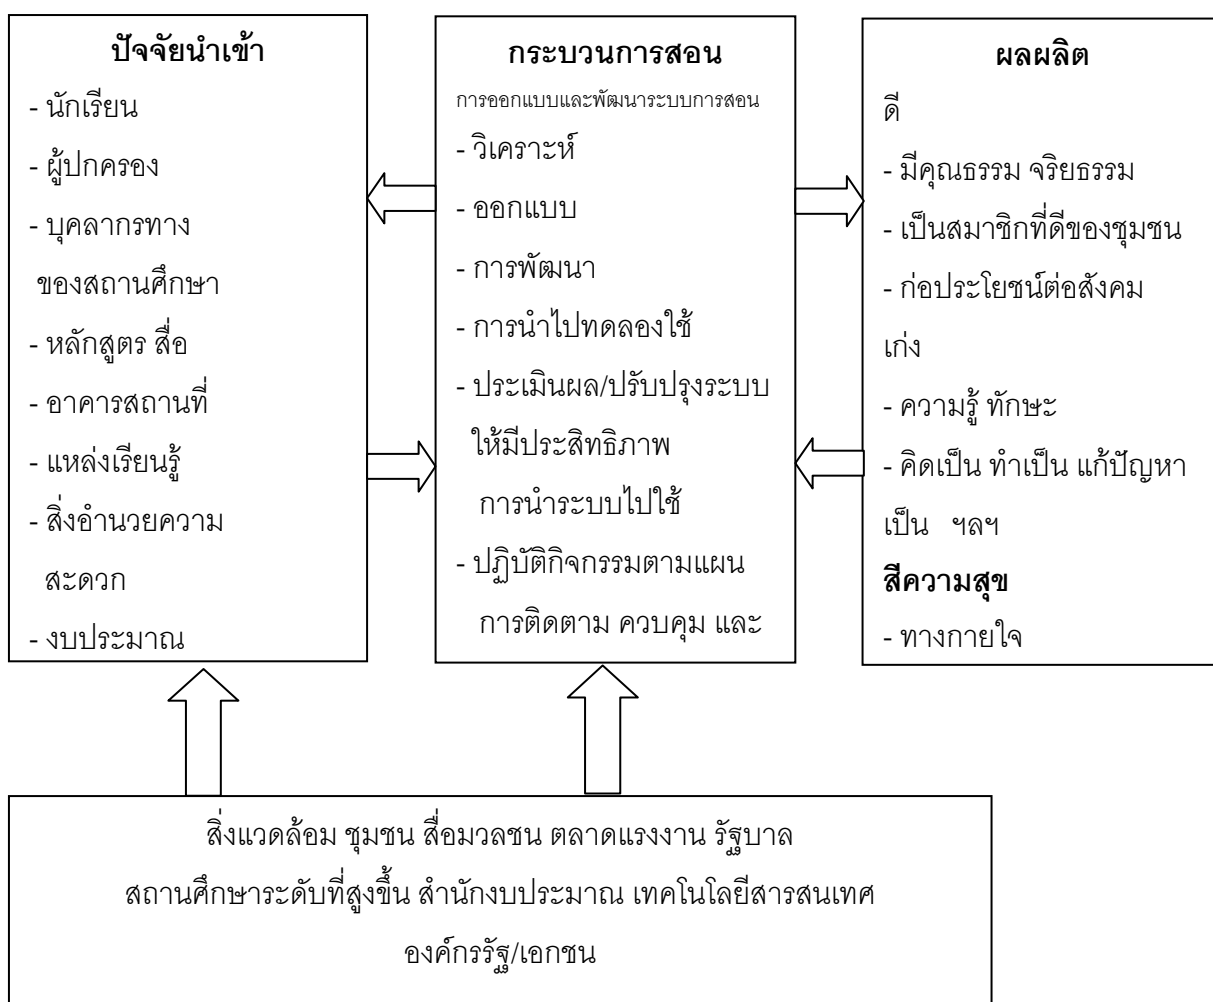 ปัจจัยนำเข้า
- นักเรียน
- ผู้ปกครอง
- บุคลากรทาง
ของสถานศึกษา
- หลักสูตร สื่อ
- อาคารสถานที่
- แหล่งเรียนรู้
- สิ่งอำนวยความ
สะดวก
- งบประมาณ
กระบวนการสอน
การออกแบบและพัฒนาระบบการสอน
- วิเคราะห์
- ออกแบบ
- การพัฒนา
- การนำไปทดลองใช้
- ประเมินผล/ปรับปรุงระบบ
ให้มีประสิทธิภาพ
การนำระบบไปใช้
- ปฏิบัติกิจกรรมตามแผน
การติดตาม ควบคุม และ
ผลผลิต
ดี
- มีคุณธรรม จริยธรรม
- เป็นสมาชิกที่ดีของชุมชน
- ก่อประโยชน์ต่อสังคม
เก่ง
- ความรู้ ทักษะ
- คิดเป็น ทำเป็น แก้ปัญหา
เป็น ฯลฯ
สีความสุข
- ทางกายใจ
สิ่งแวดล้อม ชุมชน สื่อมวลชน ตลาดแรงงาน รัฐบาล
สถานศึกษาระดับที่สูงขึ้น สำนักงบประมาณ เทคโนโลยีสารสนเทศ
องค์กรรัฐ/เอกชน